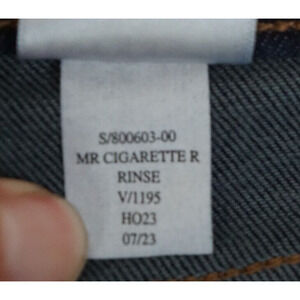 S/800603-00
MR CIGARETTE R
RINSE
V/1195
HO23
07/23